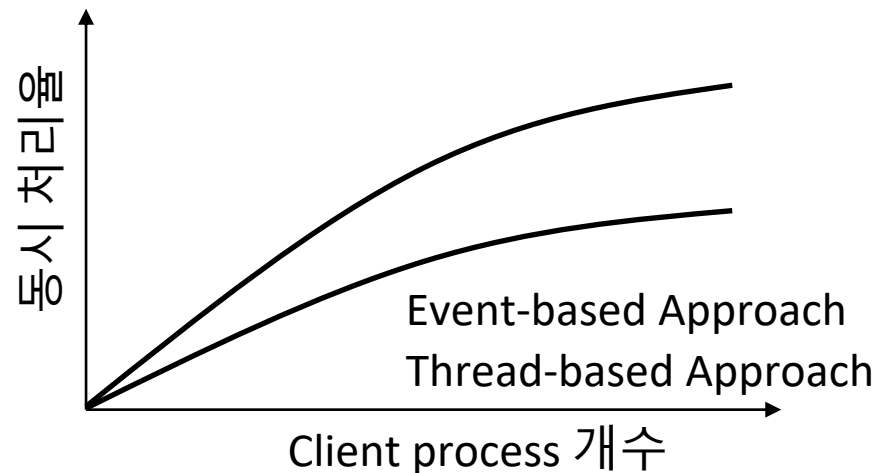 동시 처리율
Event-based Approach
Thread-based Approach
Client process 개수